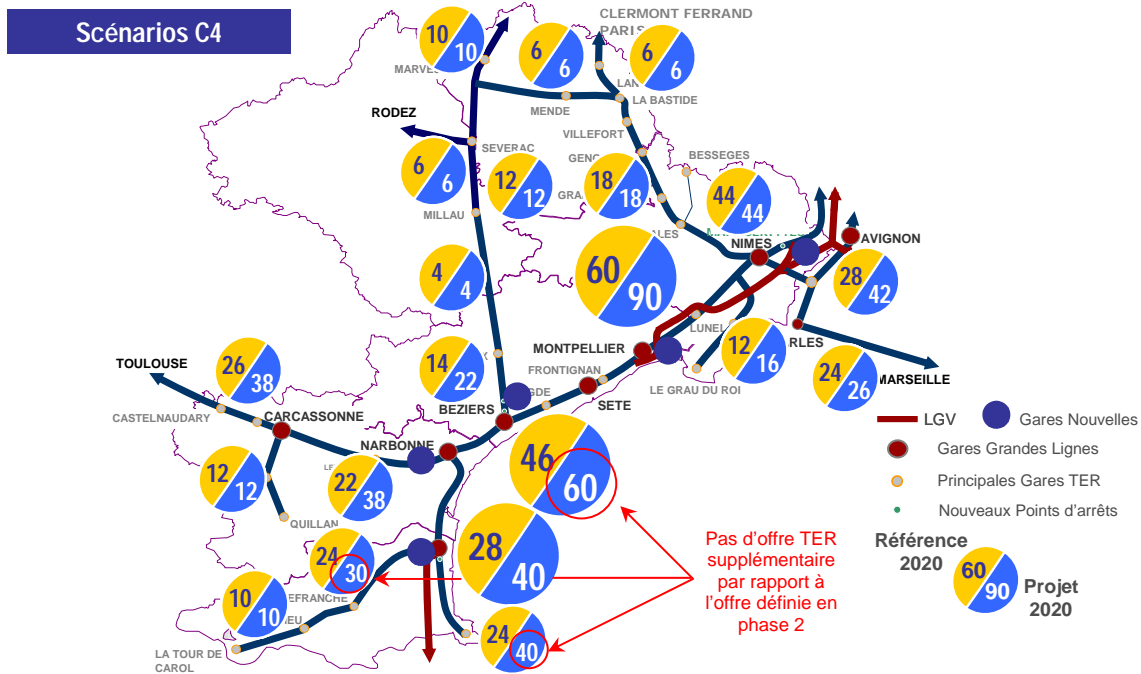 Scénarios C4
CLERMONT FERRAND
PARIS
10
10
6
6
6
6
LA BASTIDE
MENDE
RODEZ
VILLEFORT
SEVERAC
BESSEGES
6
6
12
12
18
18
44
44
MILLAU
NIMES
AVIGNON
4
4
60
90
28
42
LUNEL
MONTPELLIER
12
16
FRONTIGNAN
LE GRAU DU ROI
24
26
MARSEILLE
TOULOUSE
26
38
14
22
SETE
BEZIERS
CASTELNAUDARY
CARCASSONNE
NARBONNE
LGV
Gares Nouvelles
Gares Grandes Lignes
Principales Gares TER
Nouveaux Points d'arrêts
46
60
12
12
22
38
QUILLAN
28
40
24
30
Pas d'offre TER
supplémentaire
par rapport à
l'offre définie en
phase 2
Référence
2020
60
90
Projet
2020
10
10
24
40
LA TOUR DE
CAROL